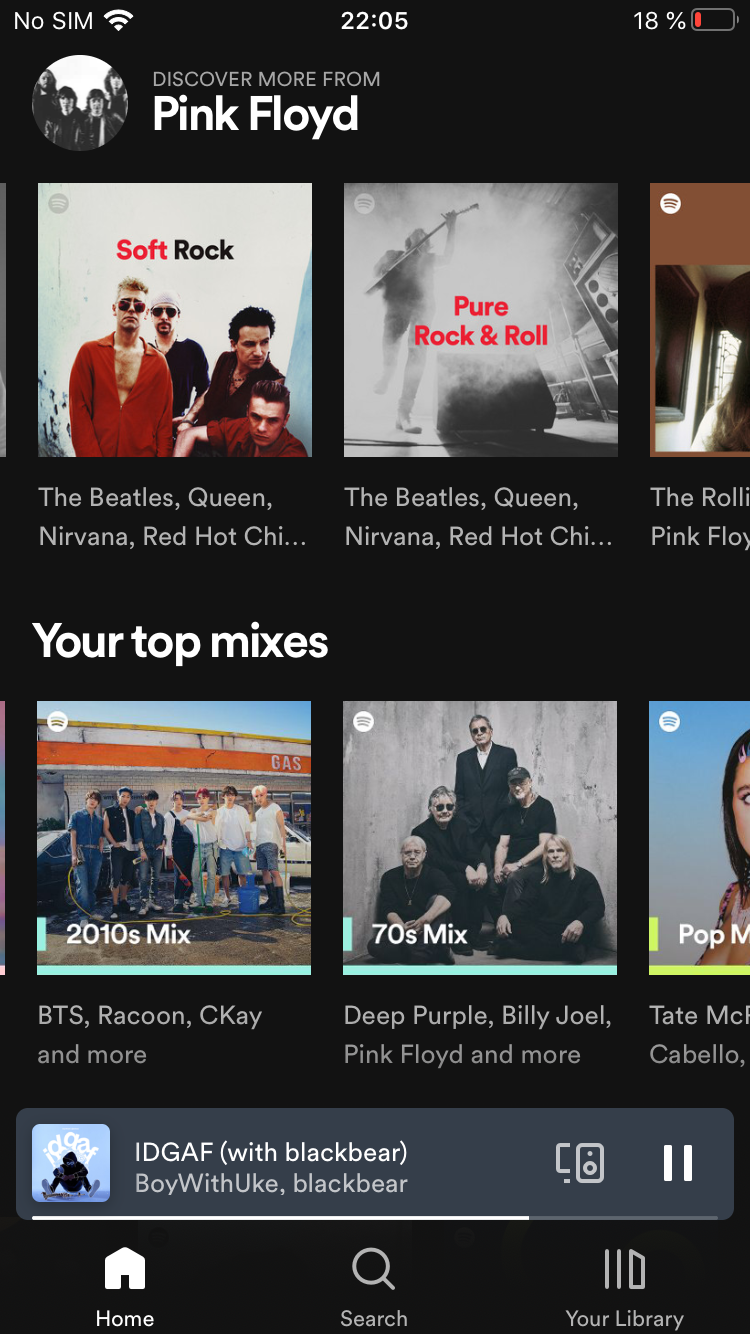 No SIM 22:05 18 %
DISCOVER MORE FROM
Pink Floyd
Soft Rock
Pure
Rock & Roll
The Beatles, Queen,
Nirvana, Red Hot Chi...
The Beatles, Queen,
Nirvana, Red Hot Chi...
The Rolli
Pink Floy
Your top mixes
GAS
2010s Mix
70s Mix
Pop M
BTS, Racoon, CKay
and more
Deep Purple, Billy Joel,
Pink Floyd and more
Tate McR
Cabello,
idgaf
IDGAF (with blackbear)
BoyWithUke, blackbear
Home
Search
Your Library